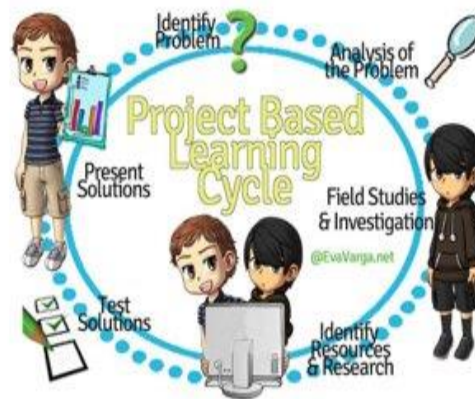 Identify
Problem
Analysis of
the Problem
Project Based
Learning
Cycle
Present
Solutions
Field Studies
& Investigation
@EvaVarga.net
Test
Solutions
Identify
Resources
& Research